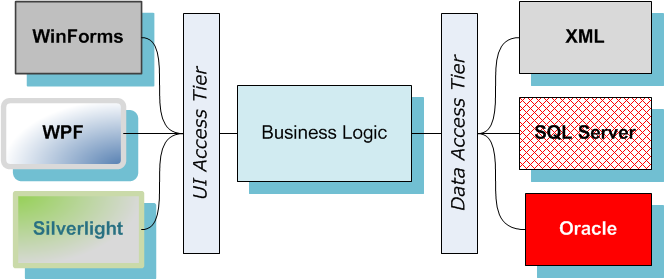 WinForms
WPF
Silverlight
UI Access Tier
Business Logic
Data Access Tier
XML
SQL Server
Oracle